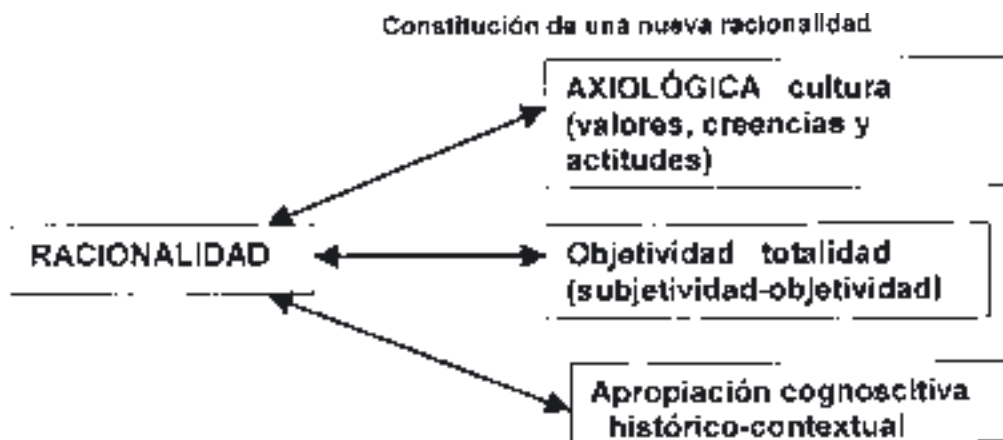 Constitución de una nueva racionalidad
AXIOLÓGICA cultura
(valores, creencias y
actitudes)
RACIONALIDAD
Objetividad totalidad
(subjetividad-objetividad)
Apropiación cognoscitiva
histórico-contextual